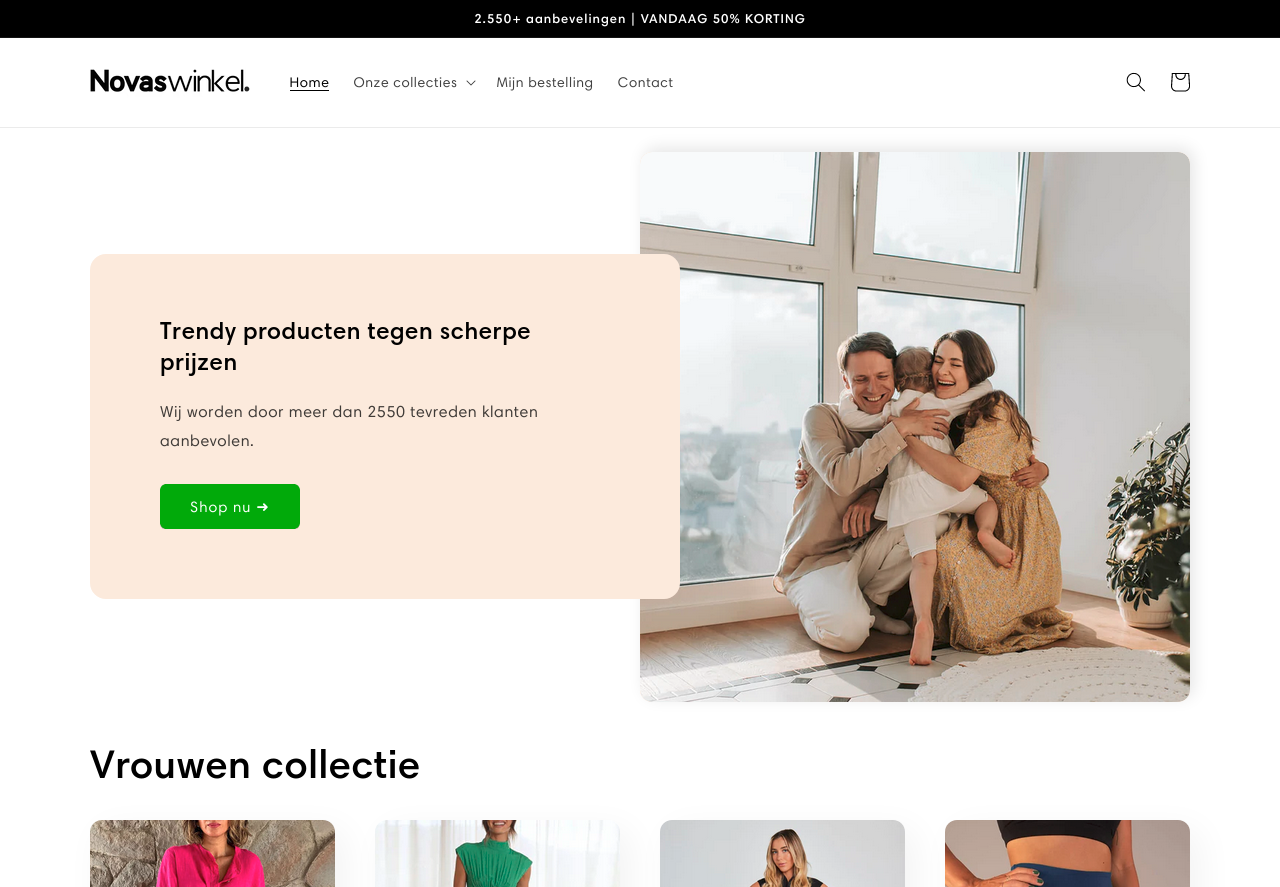 2.550+ aanbevelingen | VANDAAG 50% KORTING
Novaswinkel.
Home
Onze collecties
Mijn bestelling
Contact
Trendy producten tegen scherpe
prijzen
Wij worden door meer dan 2550 tevreden klanten
aanbevolen.
Shop nu ➜
Vrouwen collectie